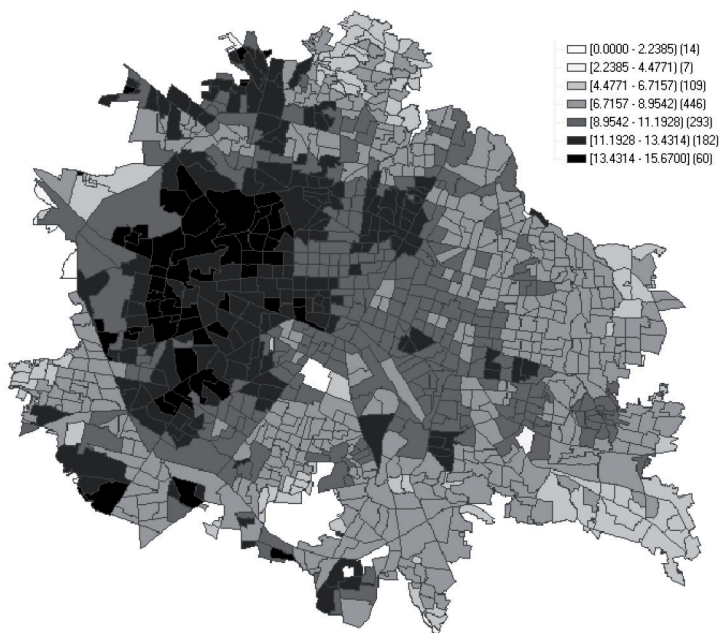 [0.0000 - 2.2385) (14)
[2.2385 - 4.4771) (7)
[4.4771 - 6.7157) (109)
[6.7157 - 8.9542) (446)
[8.9542 - 11.1928) (293)
[11.1928 - 13.4314) (182)
[13.4314 - 15.6700] (60)